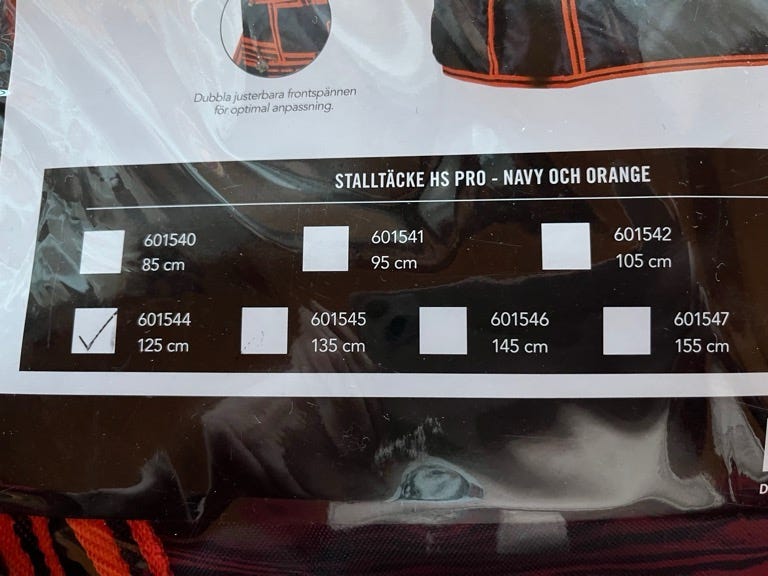 Dubbla justerbara frontspännen
för optimal anpassning.
STALLTÄCKE HS PRO - NAVY OCH ORANGE
601540 601541 601542
85 cm 95 cm 105 cm
601544 601545 601546 601547
125 cm 135 cm 145 cm 155 cm
D